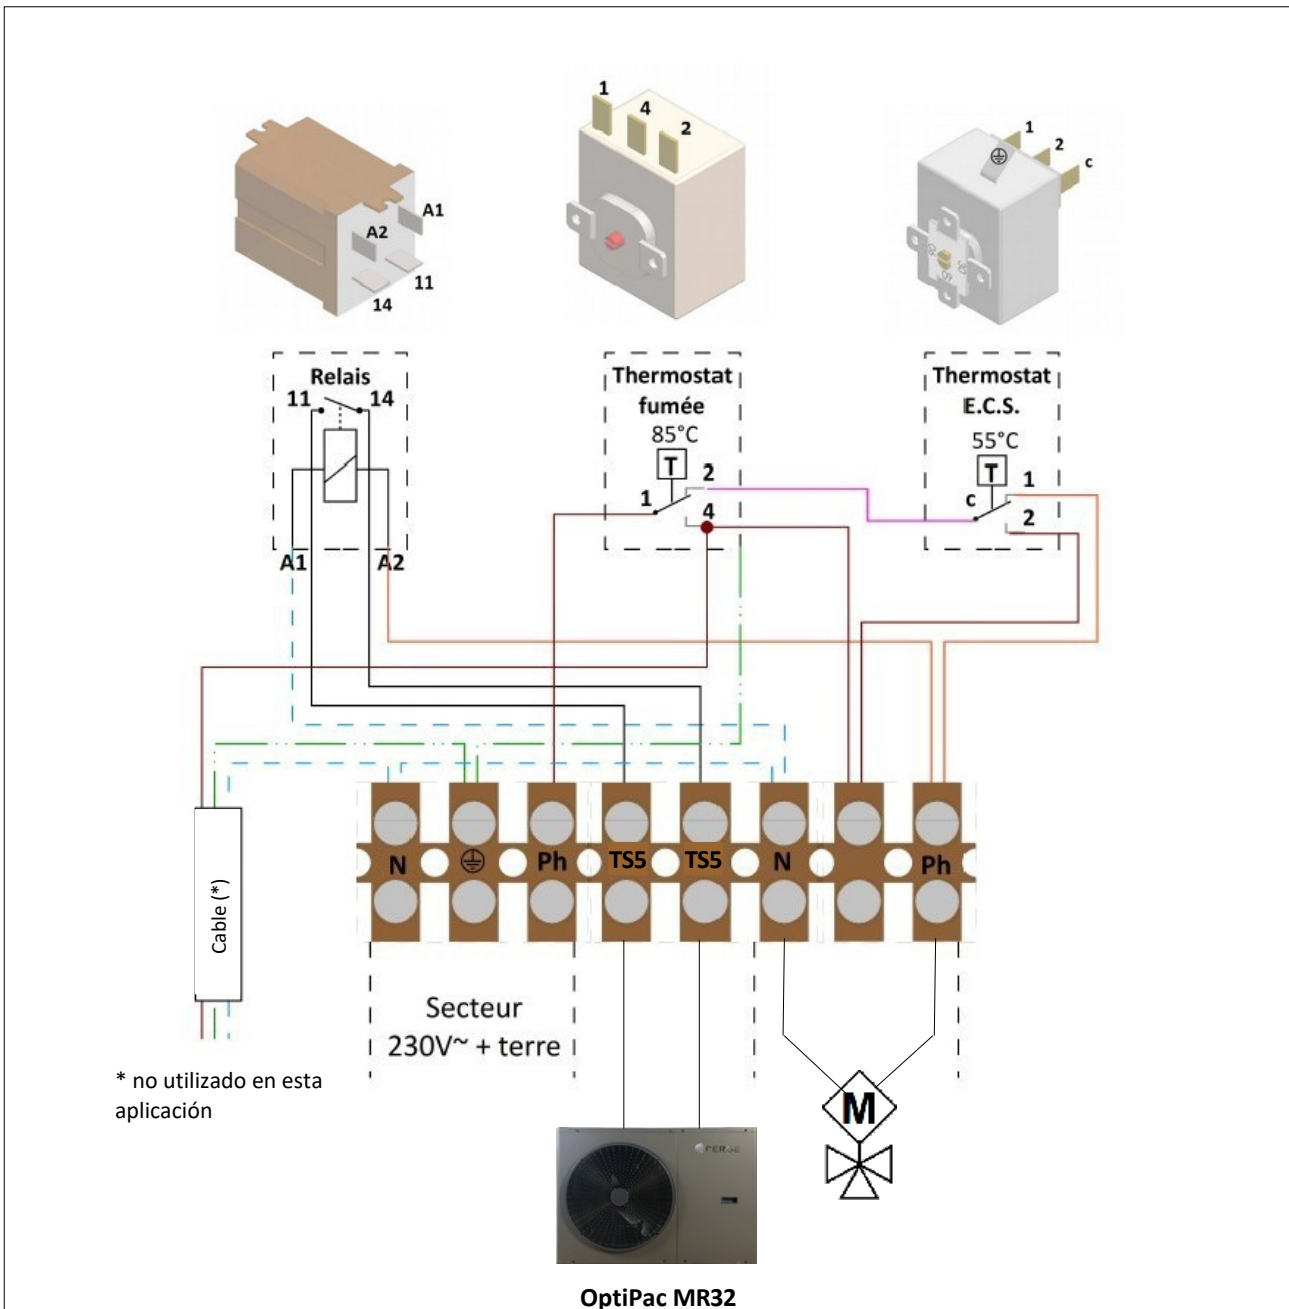 1
4
2
1
2
c
A1
A2
11
14
Relais
11 14
A1 A2
Thermostat
fumée
85°C
T
2
1
4
Thermostat
E.C.S.
55°C
T
1
c
2
N
Ph
TS5
TS5
N
Ph
Cable (*)
Secteur
230V~ + terre
* no utilizado en esta
aplicación
M
OptiPac MR32